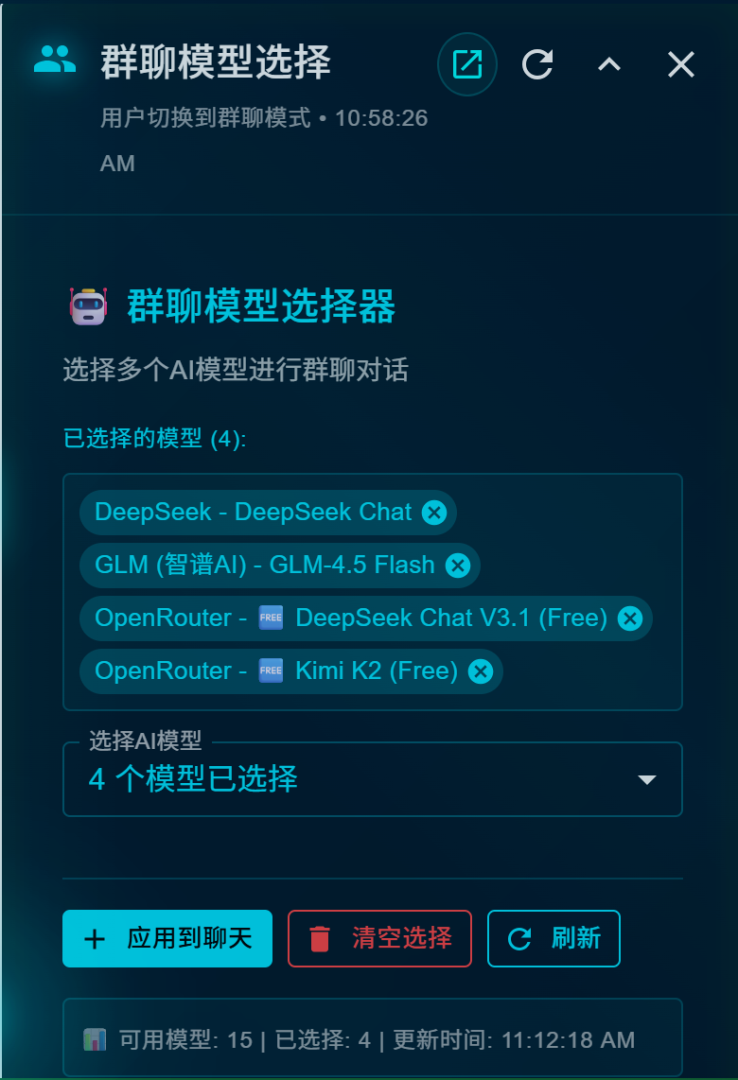 群聊模型选择
用户切换到群聊模式 • 10:58:26
AM
群聊模型选择器
选择多个AI模型进行群聊对话
已选择的模型 (4):
DeepSeek - DeepSeek Chat
GLM (智谱AI) - GLM-4.5 Flash
OpenRouter - 🆓 DeepSeek Chat V3.1 (Free)
OpenRouter - 🆓 Kimi K2 (Free)
选择AI模型
4 个模型已选择
应用到聊天
清空选择
刷新
可用模型: 15 | 已选择: 4 | 更新时间: 11:12:18 AM